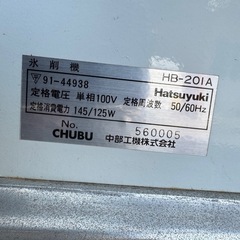 氷削機 HB-201A
91-44938 Hatsuyuki
定格電圧 単相100V 定格周波数 50/60Hz
定格消費電力 145/125W
No. 560005
CHUBU 中部工機株式会社